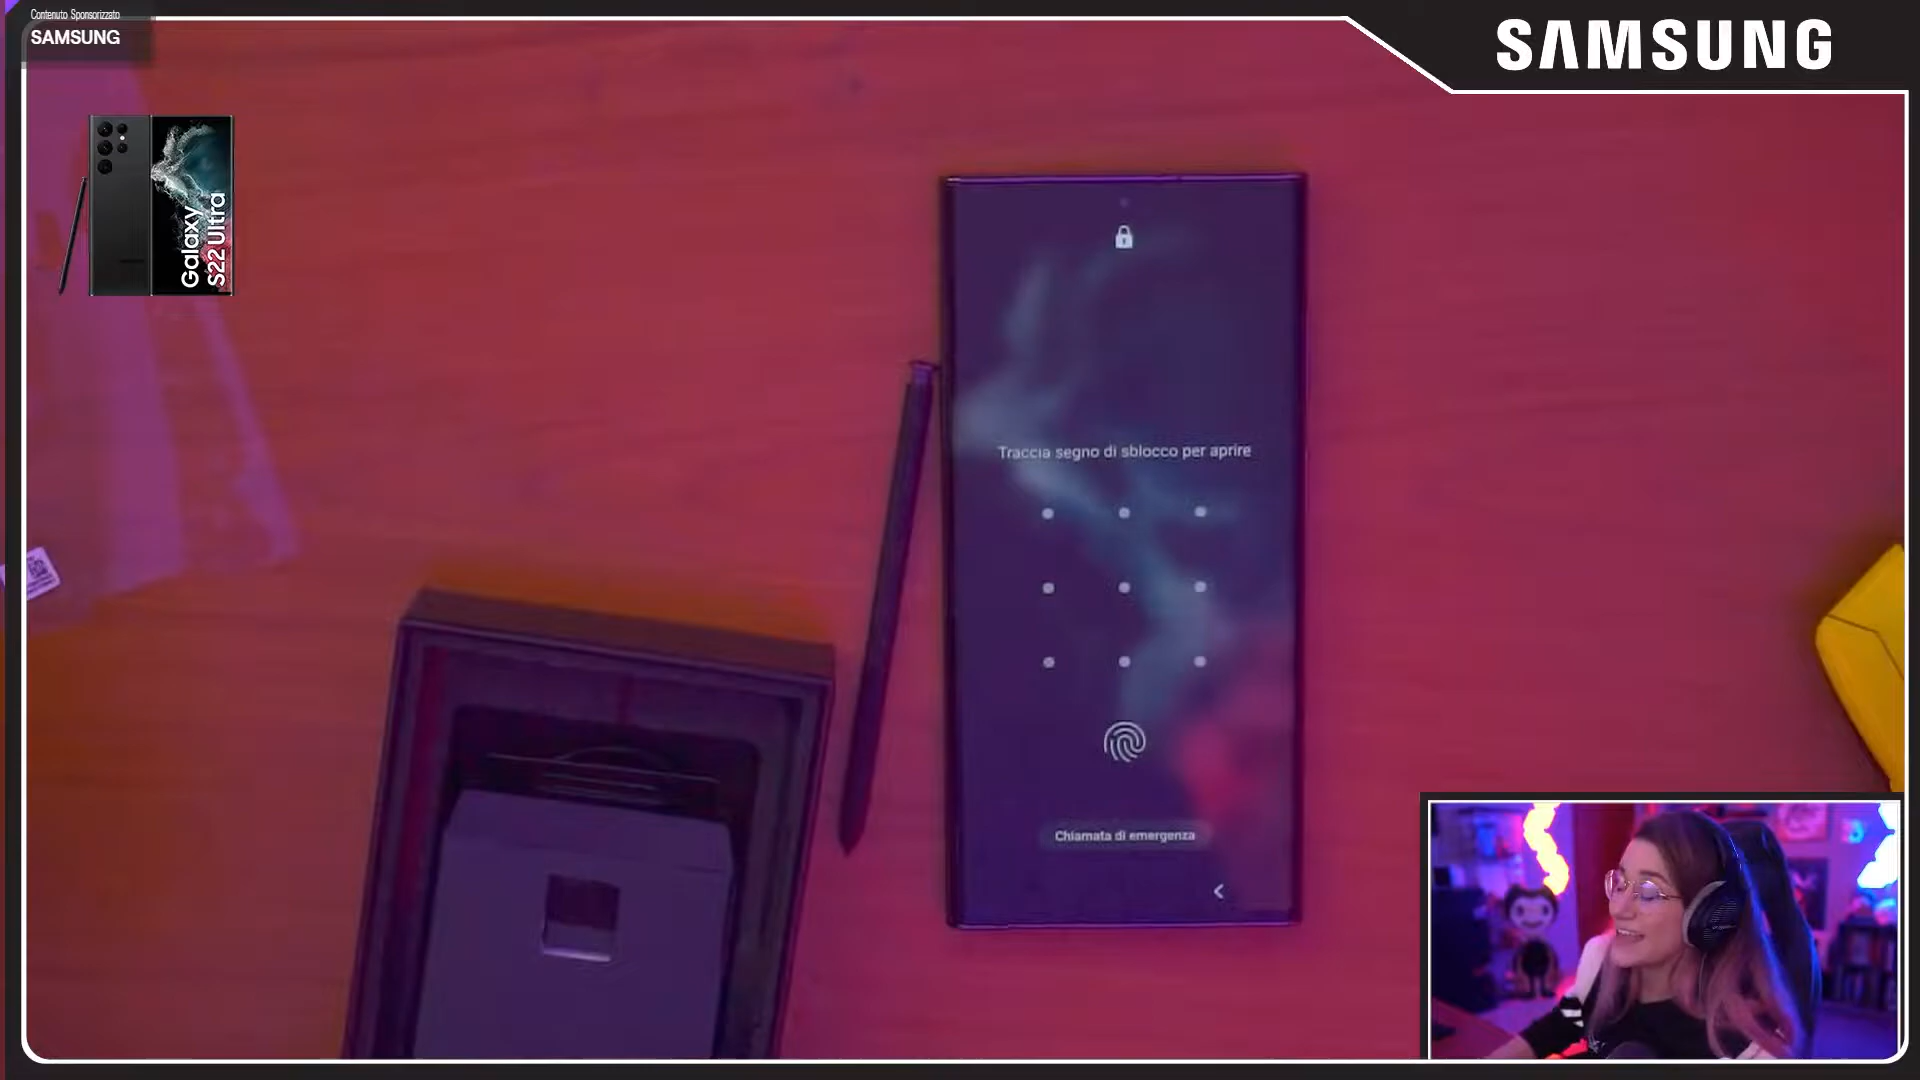 Contenuto Sponsorizzato
SAMSUNG
SAMSUNG
Galaxy
S22 Ultra
Traccia segno di sblocco per aprire
Chiamata di emergenza